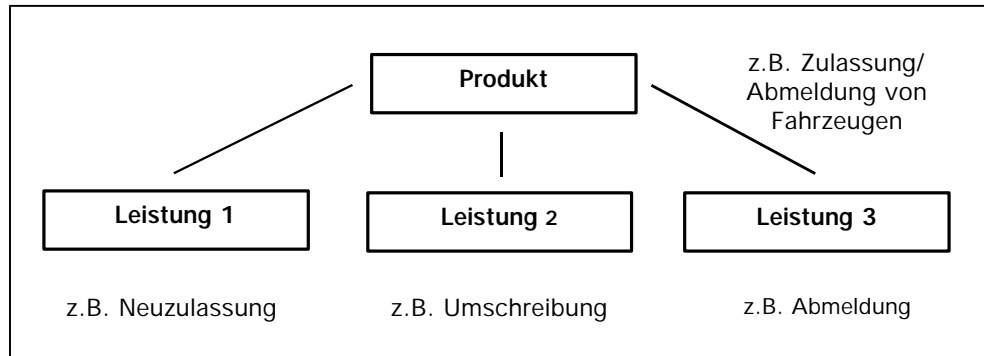 Produkt
z.B. Zulassung/
Abmeldung von
Fahrzeugen
Leistung 1
Leistung 2
Leistung 3
z.B. Neuzulassung
z.B. Umschreibung
z.B. Abmeldung